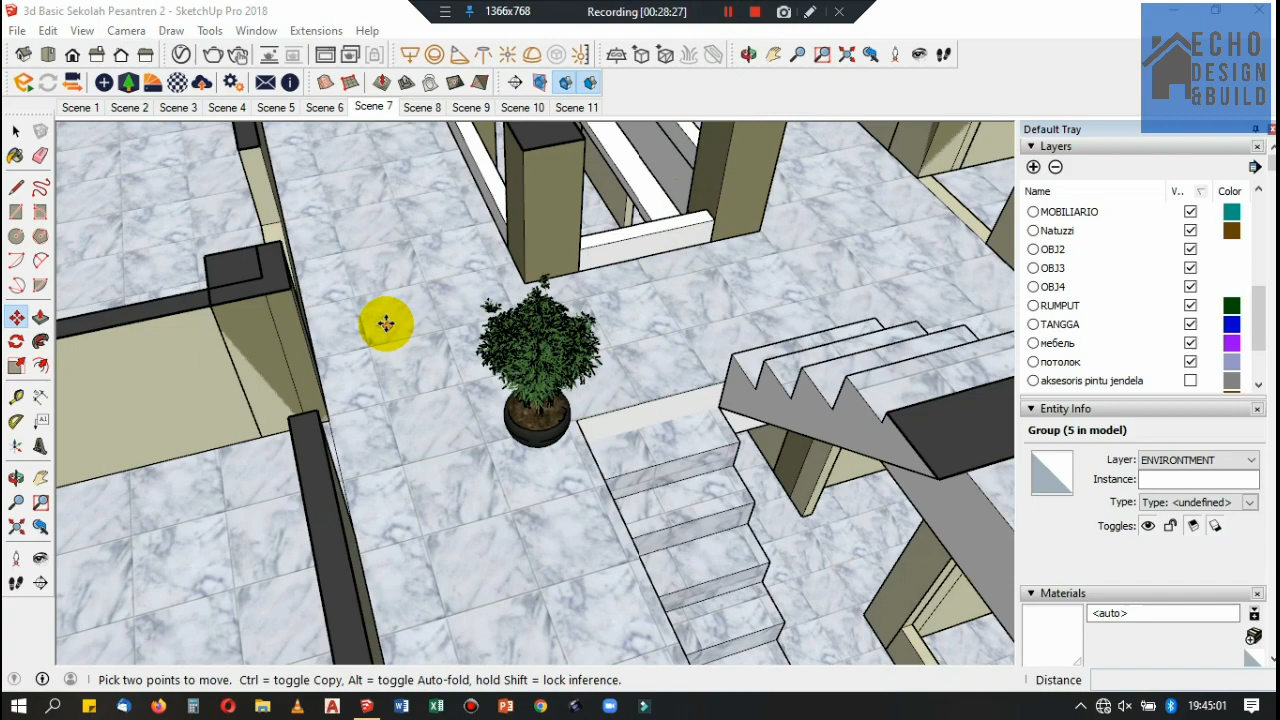 3d Basic Sekolah Pesantren 2 - SketchUp Pro 2018
1366x768
Recording [00:28:27]
File Edit View Camera Draw Tools Window Extensions Help
ECHO
DESIGN
&BUILD
Scene 1 Scene 2 Scene 3 Scene 4 Scene 5 Scene 6 Scene 7 Scene 8 Scene 9 Scene 10 Scene 11
Default Tray
Layers
Name V.. Color
MOBILIARIO
Natuzzi
OBJ2
OBJ3
OBJ4
RUMPUT
TANGGA
мебель
потолок
aksesoris pintu jendela
Entity Info
Group (5 in model)
Layer: ENVIRONTMENT
Instance:
Type: Type: <undefined>
Toggles:
Materials
<auto>
Pick two points to move. Ctrl = toggle Copy, Alt = toggle Auto-fold, hold Shift = lock inference.
Distance
19:45:01